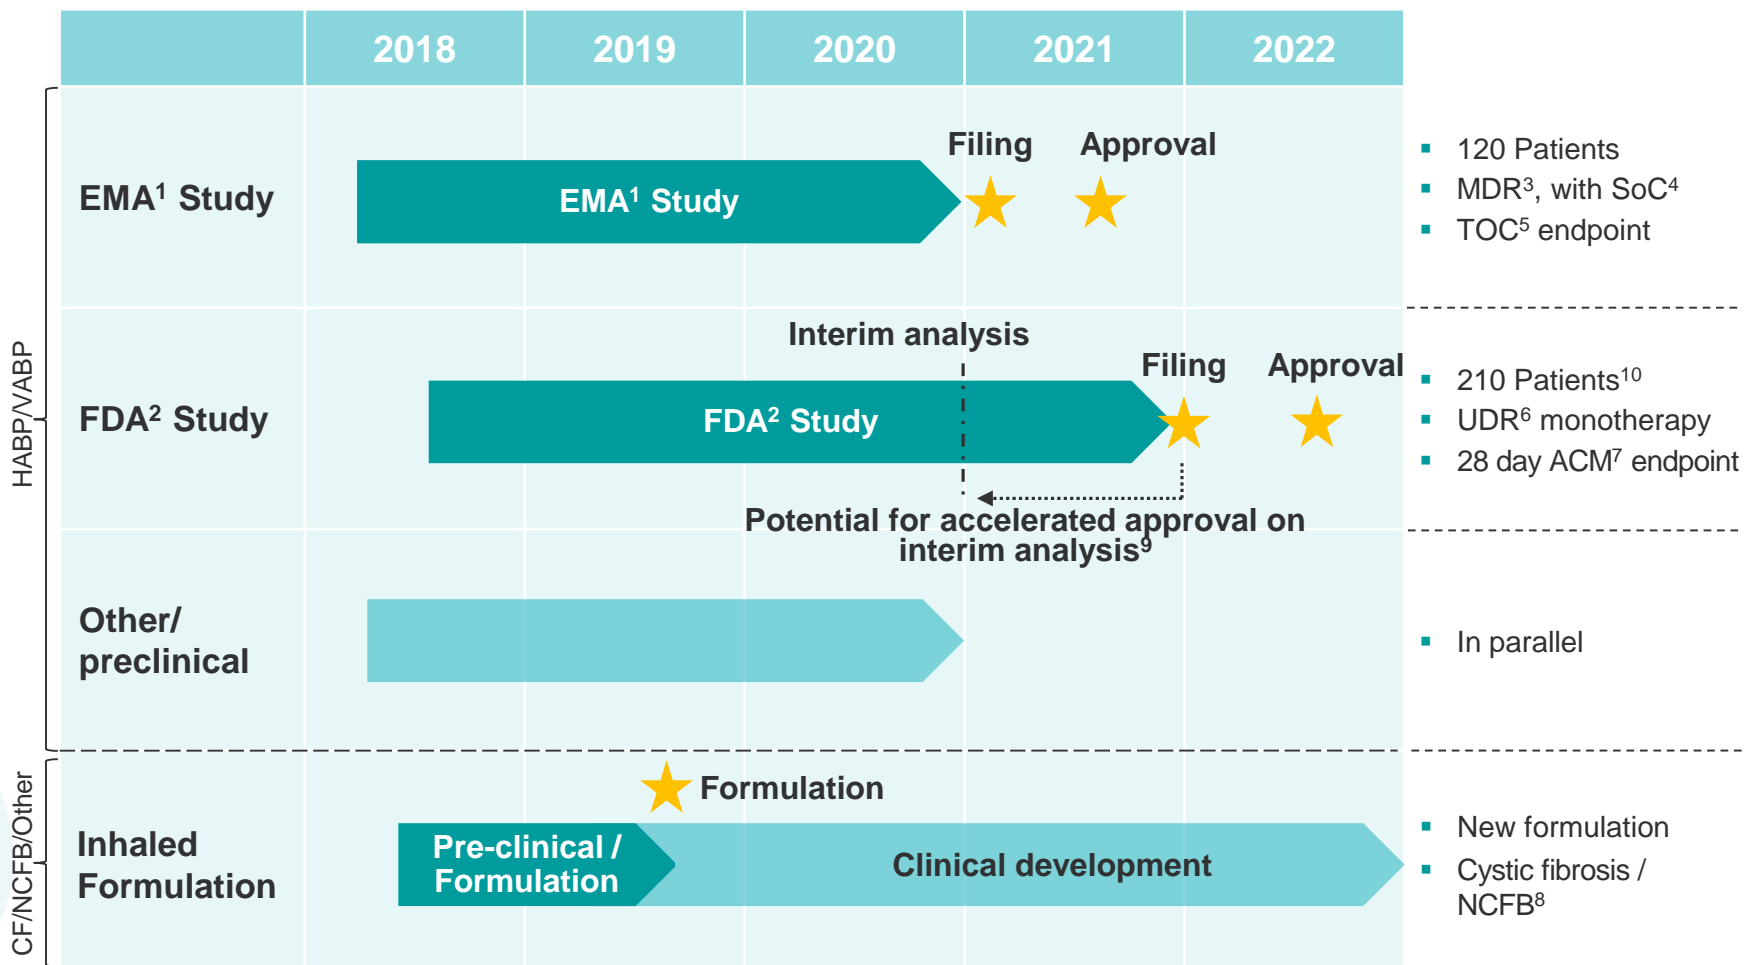 2018 2019 2020 2021 2022
HABP/VABP
EMA¹ Study
EMA¹ Study
Filing Approval
▪ 120 Patients
▪ MDR³, with SoC⁴
▪ TOC⁵ endpoint
FDA² Study
Interim analysis
FDA² Study
Filing Approval
Potential for accelerated approval on
interim analysis⁹
▪ 210 Patients¹⁰
▪ UDR⁶ monotherapy
▪ 28 day ACM⁷ endpoint
Other/
preclinical
▪ In parallel
CF/NCFB/Other
Inhaled
Formulation
Formulation
Pre-clinical /
Formulation
Clinical development
▪ New formulation
▪ Cystic fibrosis /
NCFB⁸